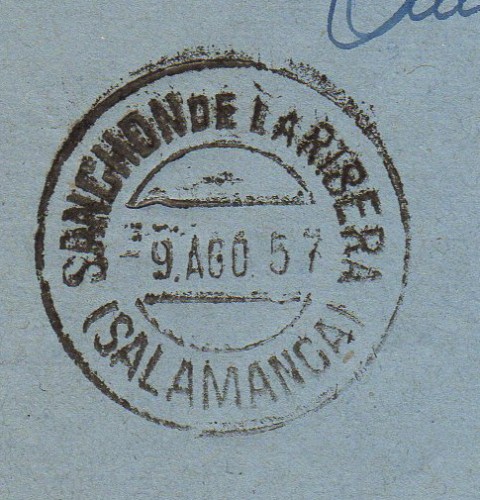 SANCHON DE LA RIBERA
9. AGO. 57
(SALAMANCA)